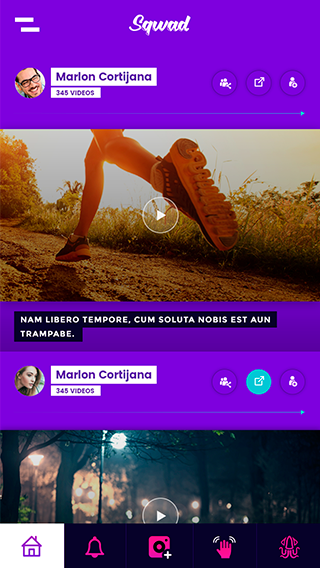 Sqwad
Marlon Cortijana
345 VIDEOS
NAM LIBERO TEMPORE, CUM SOLUTA NOBIS EST AUN
TRAMPABE.
Marlon Cortijana
345 VIDEOS